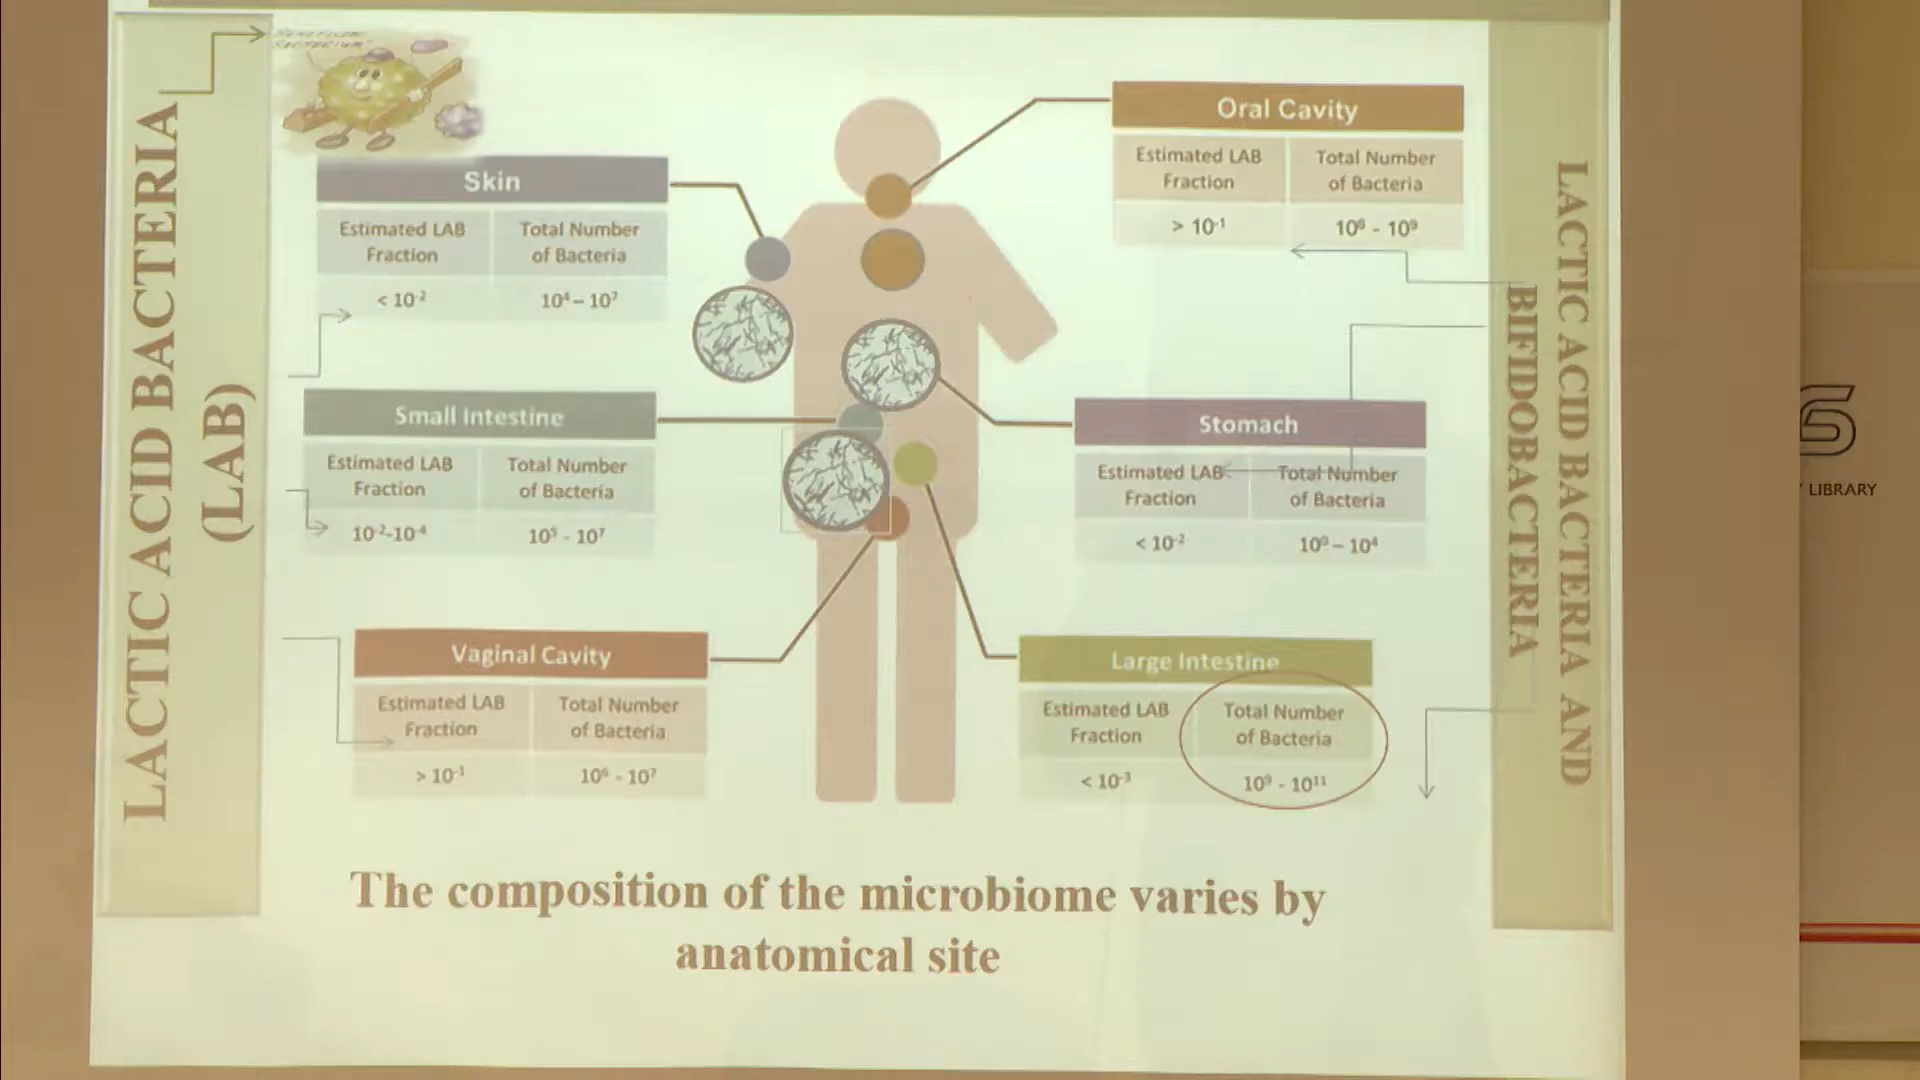 LACTIC ACID BACTERIA
(LAB)
Skin
Estimated LAB
Fraction
Total Number
of Bacteria
< 10⁻²
10⁴ – 10⁷
Small Intestine
Estimated LAB
Fraction
Total Number
of Bacteria
10⁻²-10⁻⁴
10⁵ - 10⁷
Vaginal Cavity
Estimated LAB
Fraction
Total Number
of Bacteria
> 10⁻¹
10⁶ - 10⁷
Oral Cavity
Estimated LAB
Fraction
Total Number
of Bacteria
> 10⁻¹
Stomach
Estimated LAB
Fraction
Total Number
of Bacteria
< 10⁻²
10⁰ – 10⁴
Large Intestine
Estimated LAB
Fraction
Total Number
of Bacteria
< 10⁻³
10⁹ - 10¹¹
LACTIC ACID BACTERIA AND
BIFIDOBACTERIA
The composition of the microbiome varies by
anatomical site
LIBRARY